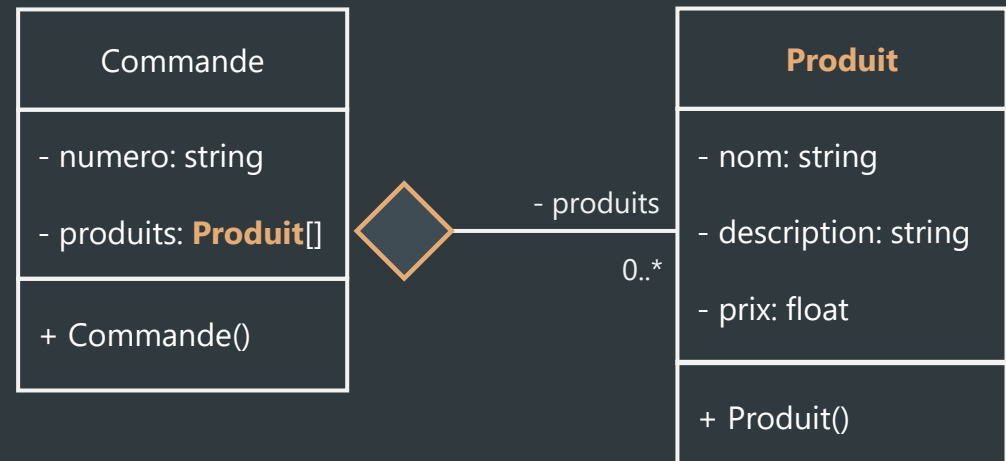 Commande
- numero: string
- produits: Produit[]
+ Commande()
- produits
0..*
Produit
- nom: string
- description: string
- prix: float
+ Produit()